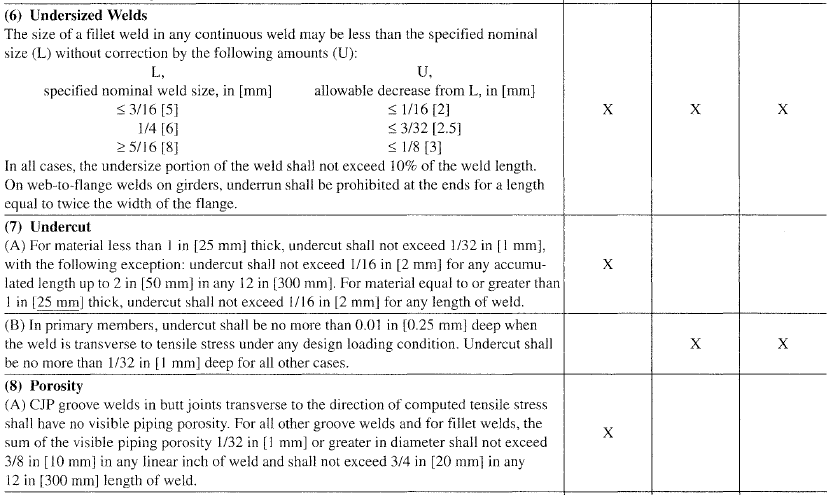 (6) Undersized Welds
The size of a fillet weld in any continuous weld may be less than the specified nominal
size (L) without correction by the following amounts (U):
L, U,
specified nominal weld size, in [mm] allowable decrease from L, in [mm]
≤ 3/16 [5] ≤ 1/16 [2]
1/4 [6] ≤ 3/32 [2.5]
≥ 5/16 [8] ≤ 1/8 [3]
In all cases, the undersize portion of the weld shall not exceed 10% of the weld length.
On web-to-flange welds on girders, underrun shall be prohibited at the ends for a length
equal to twice the width of the flange.
X X X
(7) Undercut
(A) For material less than 1 in [25 mm] thick, undercut shall not exceed 1/32 in [1 mm],
with the following exception: undercut shall not exceed 1/16 in [2 mm] for any accumu-
lated length up to 2 in [50 mm] in any 12 in [300 mm]. For material equal to or greater than
1 in [25 mm] thick, undercut shall not exceed 1/16 in [2 mm] for any length of weld.
X
(B) In primary members, undercut shall be no more than 0.01 in [0.25 mm] deep when
the weld is transverse to tensile stress under any design loading condition. Undercut shall
be no more than 1/32 in [1 mm] deep for all other cases.
X X
(8) Porosity
(A) CJP groove welds in butt joints transverse to the direction of computed tensile stress
shall have no visible piping porosity. For all other groove welds and for fillet welds, the
sum of the visible piping porosity 1/32 in [1 mm] or greater in diameter shall not exceed
3/8 in [10 mm] in any linear inch of weld and shall not exceed 3/4 in [20 mm] in any
12 in [300 mm] length of weld.
X